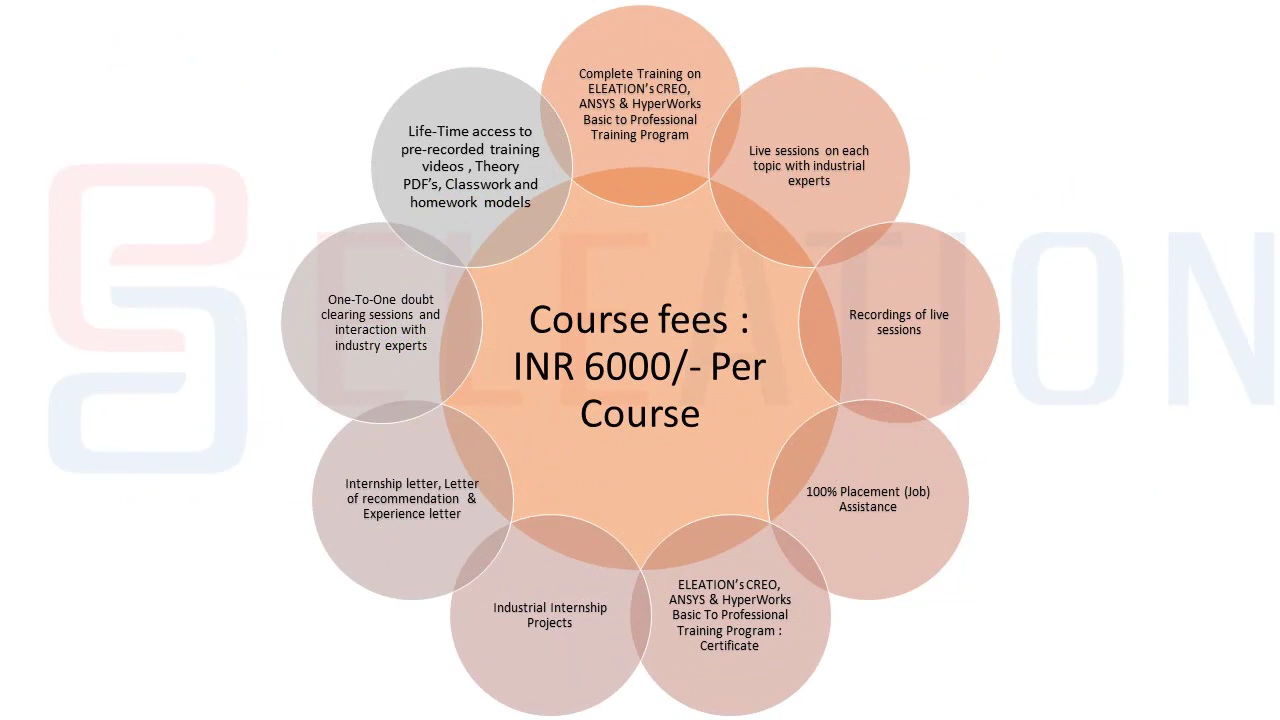 Complete Training on
ELEATION's CREO,
ANSYS & HyperWorks
Basic to Professional
Training Program
Live sessions on each
topic with industrial
experts
Recordings of live
sessions
100% Placement (Job)
Assistance
ELEATION's CREO,
ANSYS & HyperWorks
Basic To Professional
Training Program :
Certificate
Industrial Internship
Projects
Internship letter, Letter
of recommendation &
Experience letter
One-To-One doubt
clearing sessions and
interaction with
industry experts
Life-Time access to
pre-recorded training
videos , Theory
PDF's, Classwork and
homework models
Course fees :
INR 6000/- Per
Course
ELEATION